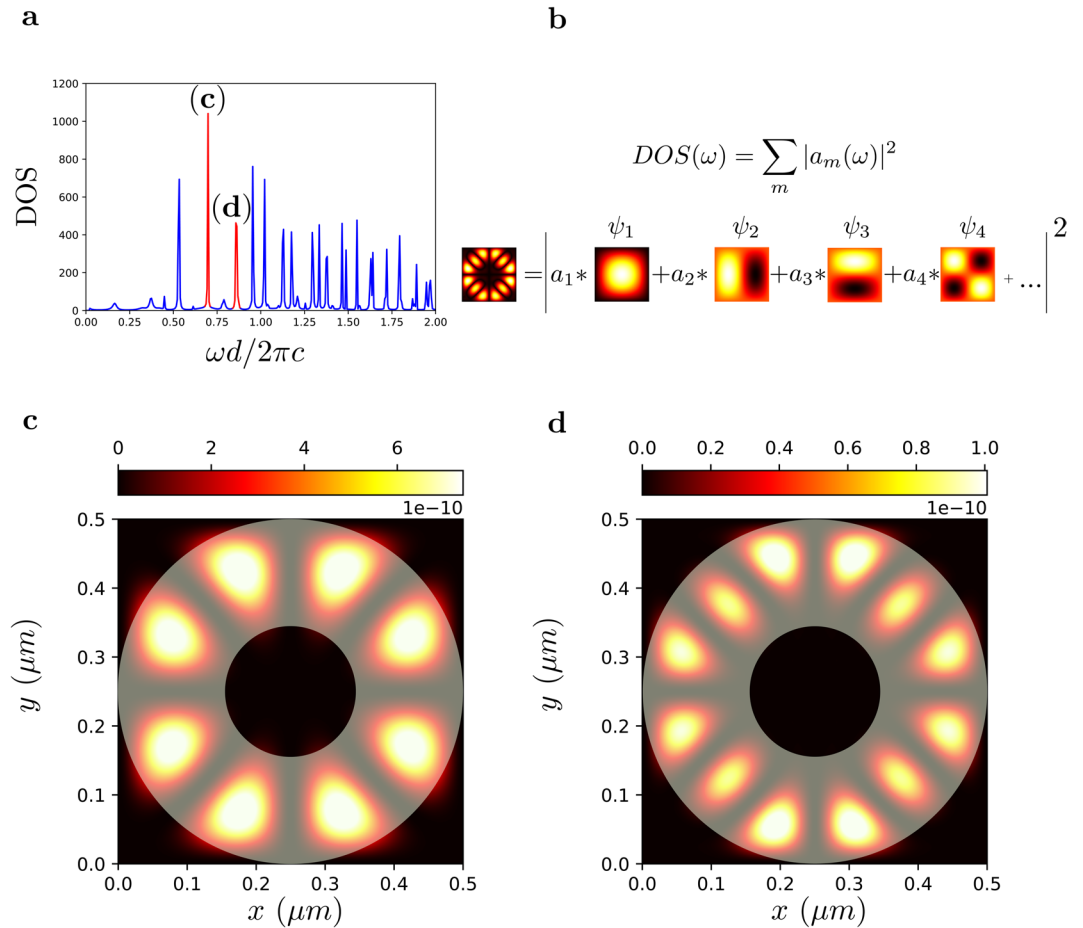 a
b
1200
1000
800
600
400
200
0
DOS
(c)
(d)
0.00 0.25 0.50 0.75 1.00 1.25 1.50 1.75 2.00
ωd/2πc
DOS(ω) = ∑ |aₘ(ω)|²
m
ψ₁ ψ₂ ψ₃ ψ₄
= | a₁* +a₂* +a₃* +a₄* + ... | 2
c
0 2 4 6
1e−10
0.5
0.4
0.3
0.2
0.1
0.0
y (μm)
0.0 0.1 0.2 0.3 0.4 0.5
x (μm)
d
0.0 0.2 0.4 0.6 0.8 1.0
1e−10
0.5
0.4
0.3
0.2
0.1
0.0
y (μm)
0.0 0.1 0.2 0.3 0.4 0.5
x (μm)